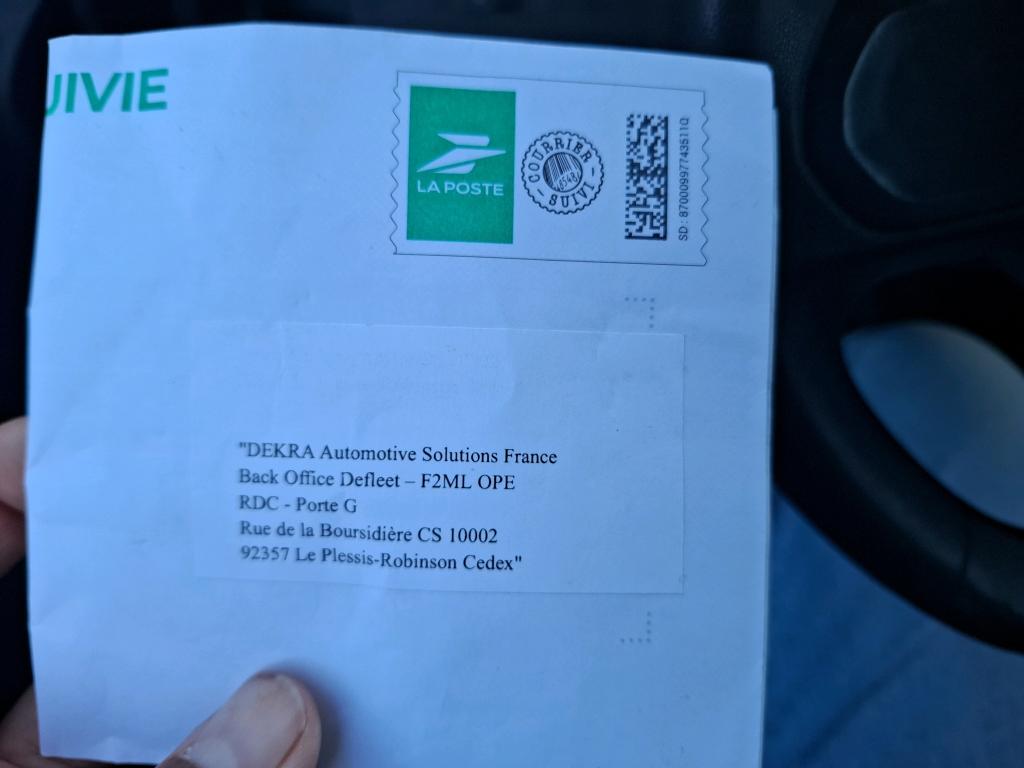 UIVIE
LA POSTE
COURRIER
SUIVI
SD : 87000997743511Q
"DEKRA Automotive Solutions France
Back Office Defleet – F2ML OPE
RDC - Porte G
Rue de la Boursidière CS 10002
92357 Le Plessis-Robinson Cedex"